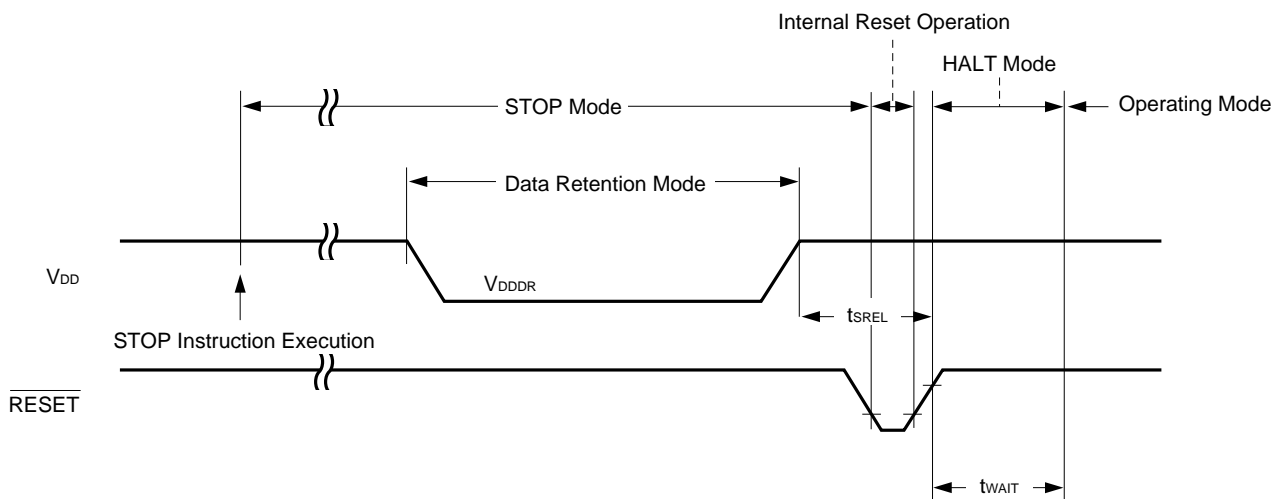 Internal Reset Operation
HALT Mode
STOP Mode
Operating Mode
Data Retention Mode
VDD
VDDDR
tSREL
STOP Instruction Execution
RESET
tWAIT